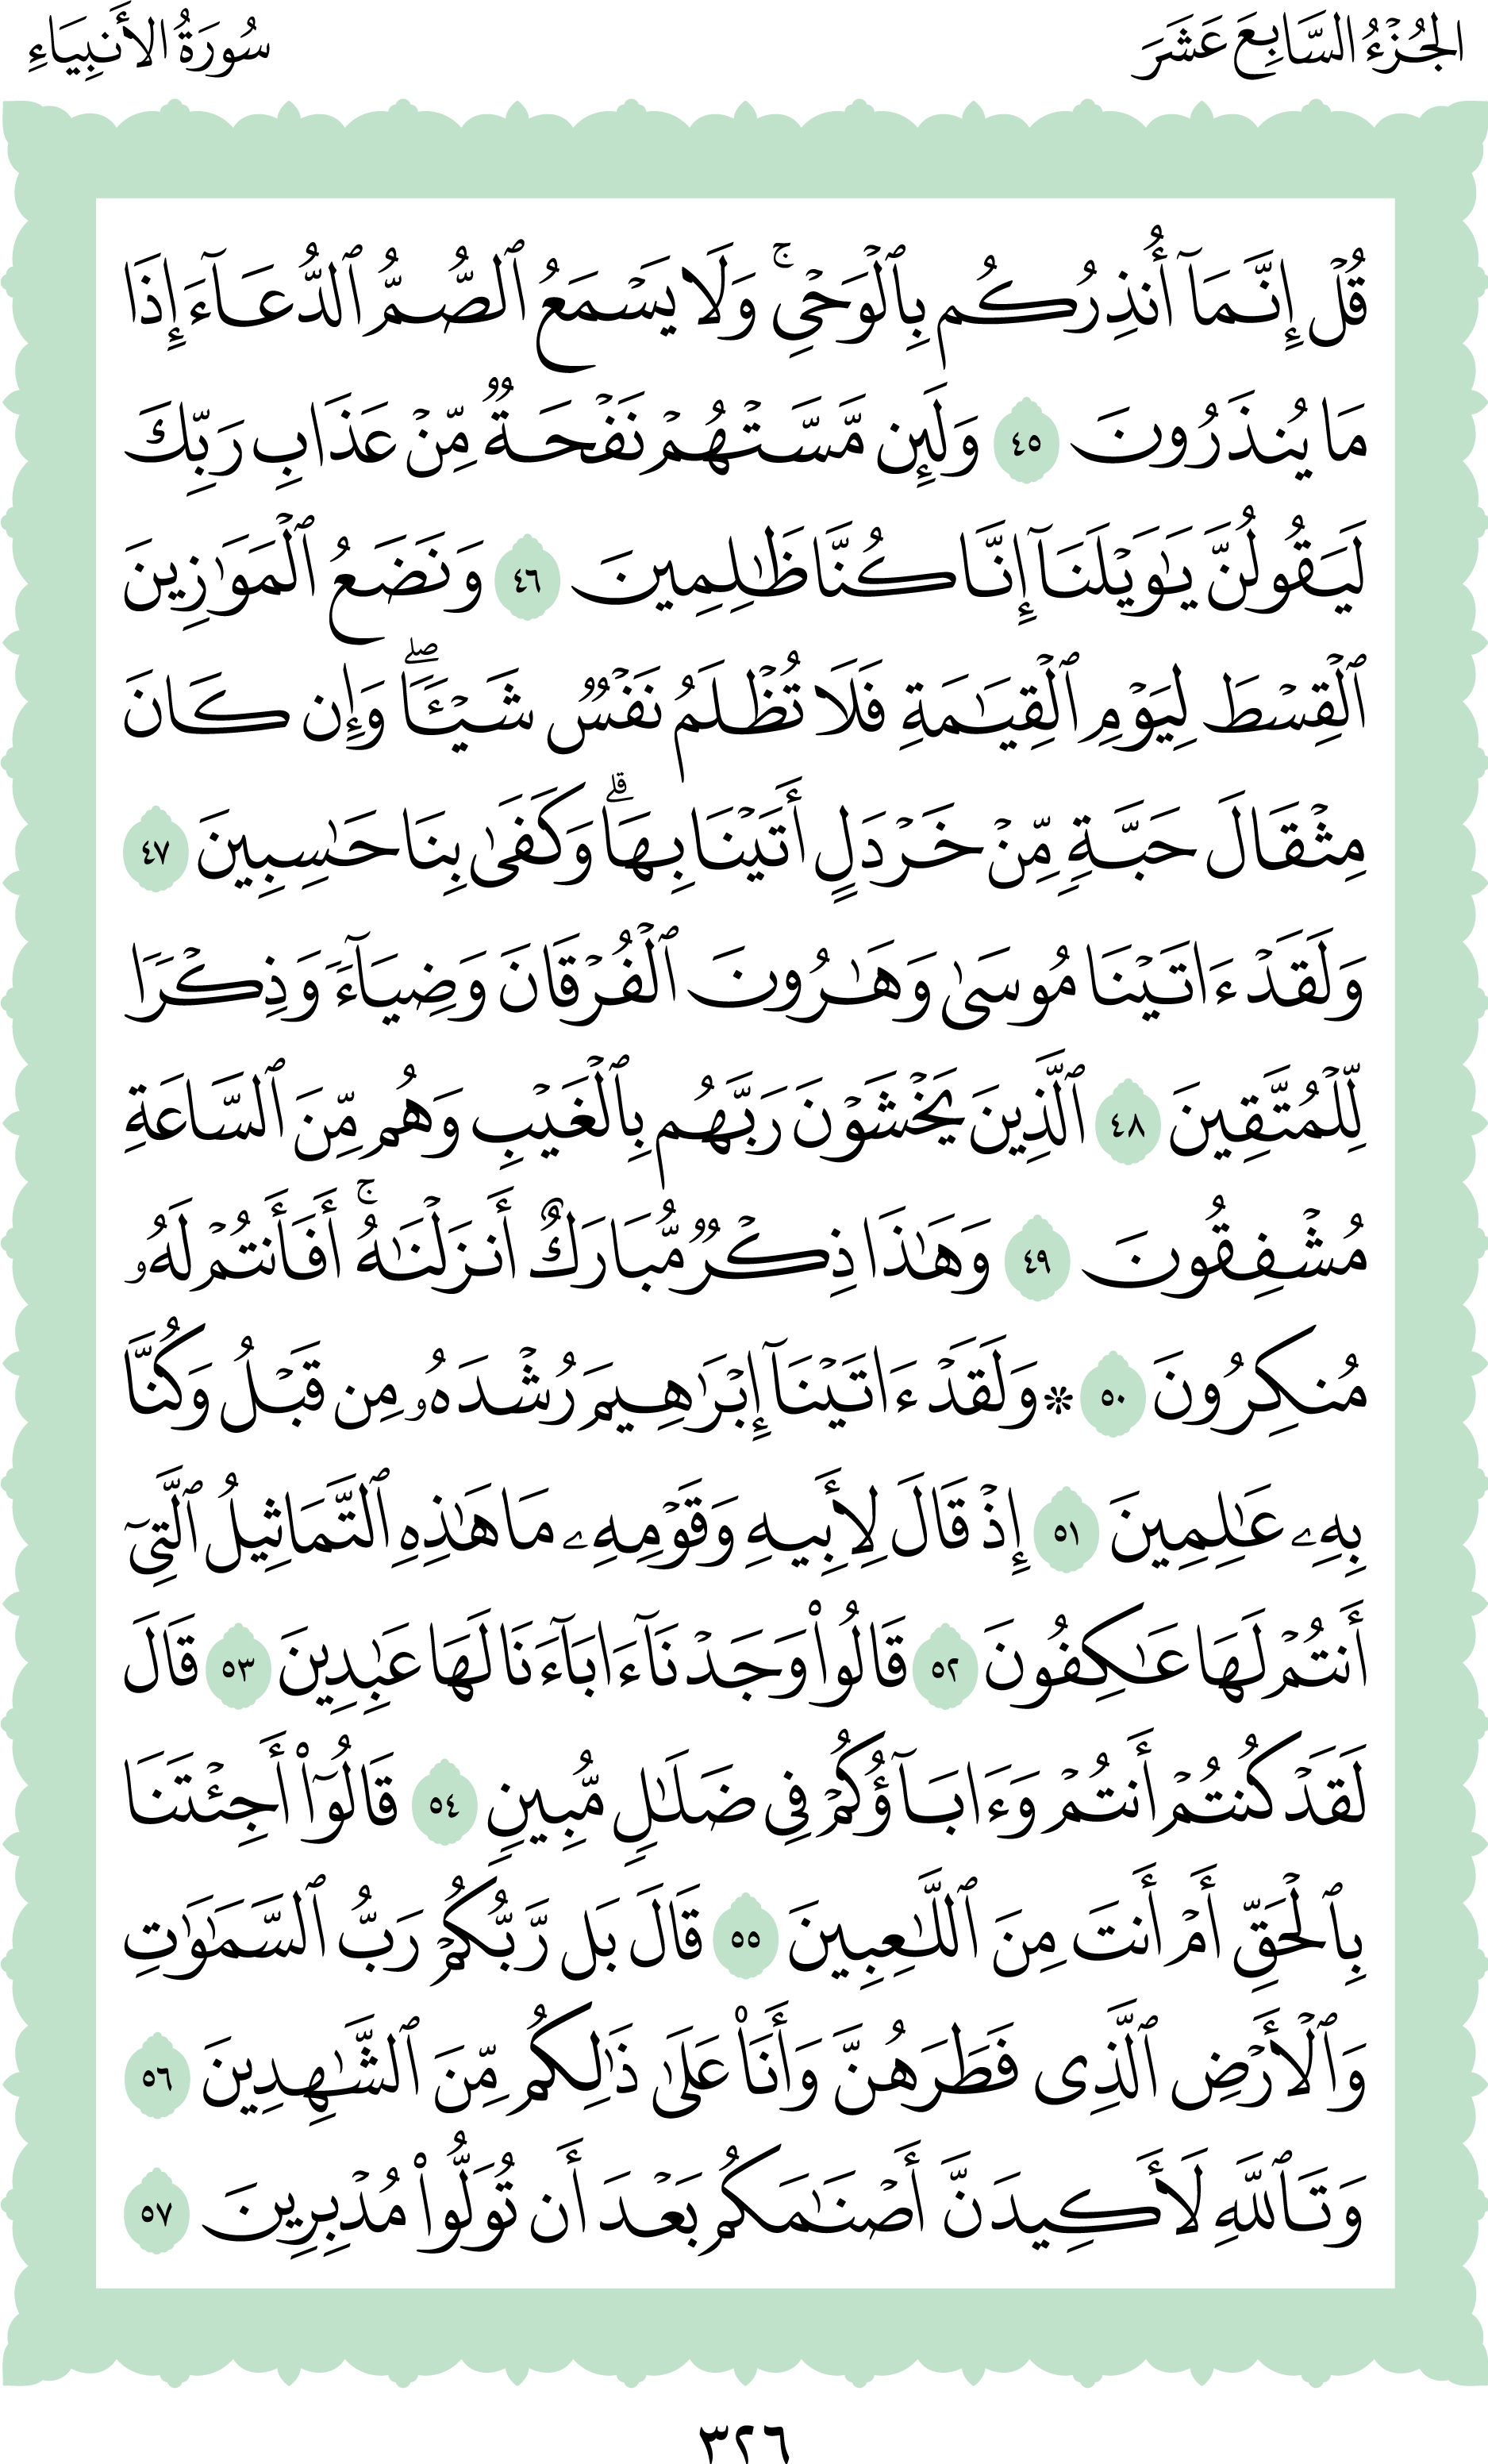 الجُزْءُ السَّابِعَ عَشَرَ
سُورَةُ الأَنبِيَاءِ
قُلۡ إِنَّمَآ أُنذِرُكُم بِٱلۡوَحۡيِۚ وَلَا يَسۡمَعُ ٱلصُّمُّ ٱلدُّعَآءَ إِذَا
مَا يُنذَرُونَ ٤٥ وَلَئِن مَّسَّتۡهُمۡ نَفۡحَةٞ مِّنۡ عَذَابِ رَبِّكَ
لَيَقُولُنَّ يَٰوَيۡلَنَآ إِنَّا كُنَّا ظَٰلِمِينَ ٤٦ وَنَضَعُ ٱلۡمَوَٰزِينَ
ٱلۡقِسۡطَ لِيَوۡمِ ٱلۡقِيَٰمَةِ فَلَا تُظۡلَمُ نَفۡسٞ شَيۡـٔٗاۖ وَإِن كَانَ
مِثۡقَالَ حَبَّةٖ مِّنۡ خَرۡدَلٍ أَتَيۡنَا بِهَاۗ وَكَفَىٰ بِنَا حَٰسِبِينَ ٤٧
وَلَقَدۡ ءَاتَيۡنَا مُوسَىٰ وَهَٰرُونَ ٱلۡفُرۡقَانَ وَضِيَآءٗ وَذِكۡرٗا
لِّلۡمُتَّقِينَ ٤٨ ٱلَّذِينَ يَخۡشَوۡنَ رَبَّهُم بِٱلۡغَيۡبِ وَهُم مِّنَ ٱلسَّاعَةِ
مُشۡفِقُونَ ٤٩ وَهَٰذَا ذِكۡرٞ مُّبَارَكٌ أَنزَلۡنَٰهُۚ أَفَأَنتُمۡ لَهُۥ
مُنكِرُونَ ٥٠ ۞ وَلَقَدۡ ءَاتَيۡنَآ إِبۡرَٰهِيمَ رُشۡدَهُۥ مِن قَبۡلُ وَكُنَّا
بِهِۦ عَٰلِمِينَ ٥١ إِذۡ قَالَ لِأَبِيهِ وَقَوۡمِهِۦ مَا هَٰذِهِ ٱلتَّمَاثِيلُ ٱلَّتِيٓ
أَنتُمۡ لَهَا عَٰكِفُونَ ٥٢ قَالُواْ وَجَدۡنَآ ءَابَآءَنَا لَهَا عَٰبِدِينَ ٥٣ قَالَ
لَقَدۡ كُنتُمۡ أَنتُمۡ وَءَابَآؤُكُمۡ فِي ضَلَٰلٖ مُّبِينٖ ٥٤ قَالُوٓاْ أَجِئۡتَنَا
بِٱلۡحَقِّ أَمۡ أَنتَ مِنَ ٱللَّٰعِبِينَ ٥٥ قَالَ بَل رَّبُّكُمۡ رَبُّ ٱلسَّمَٰوَٰتِ
وَٱلۡأَرۡضِ ٱلَّذِي فَطَرَهُنَّ وَأَنَا۠ عَلَىٰ ذَٰلِكُم مِّنَ ٱلشَّٰهِدِينَ ٥٦
وَتَٱللَّهِ لَأَكِيدَنَّ أَصۡنَٰمَكُم بَعۡدَ أَن تُوَلُّواْ مُدۡبِرِينَ ٥٧
٣٢٦